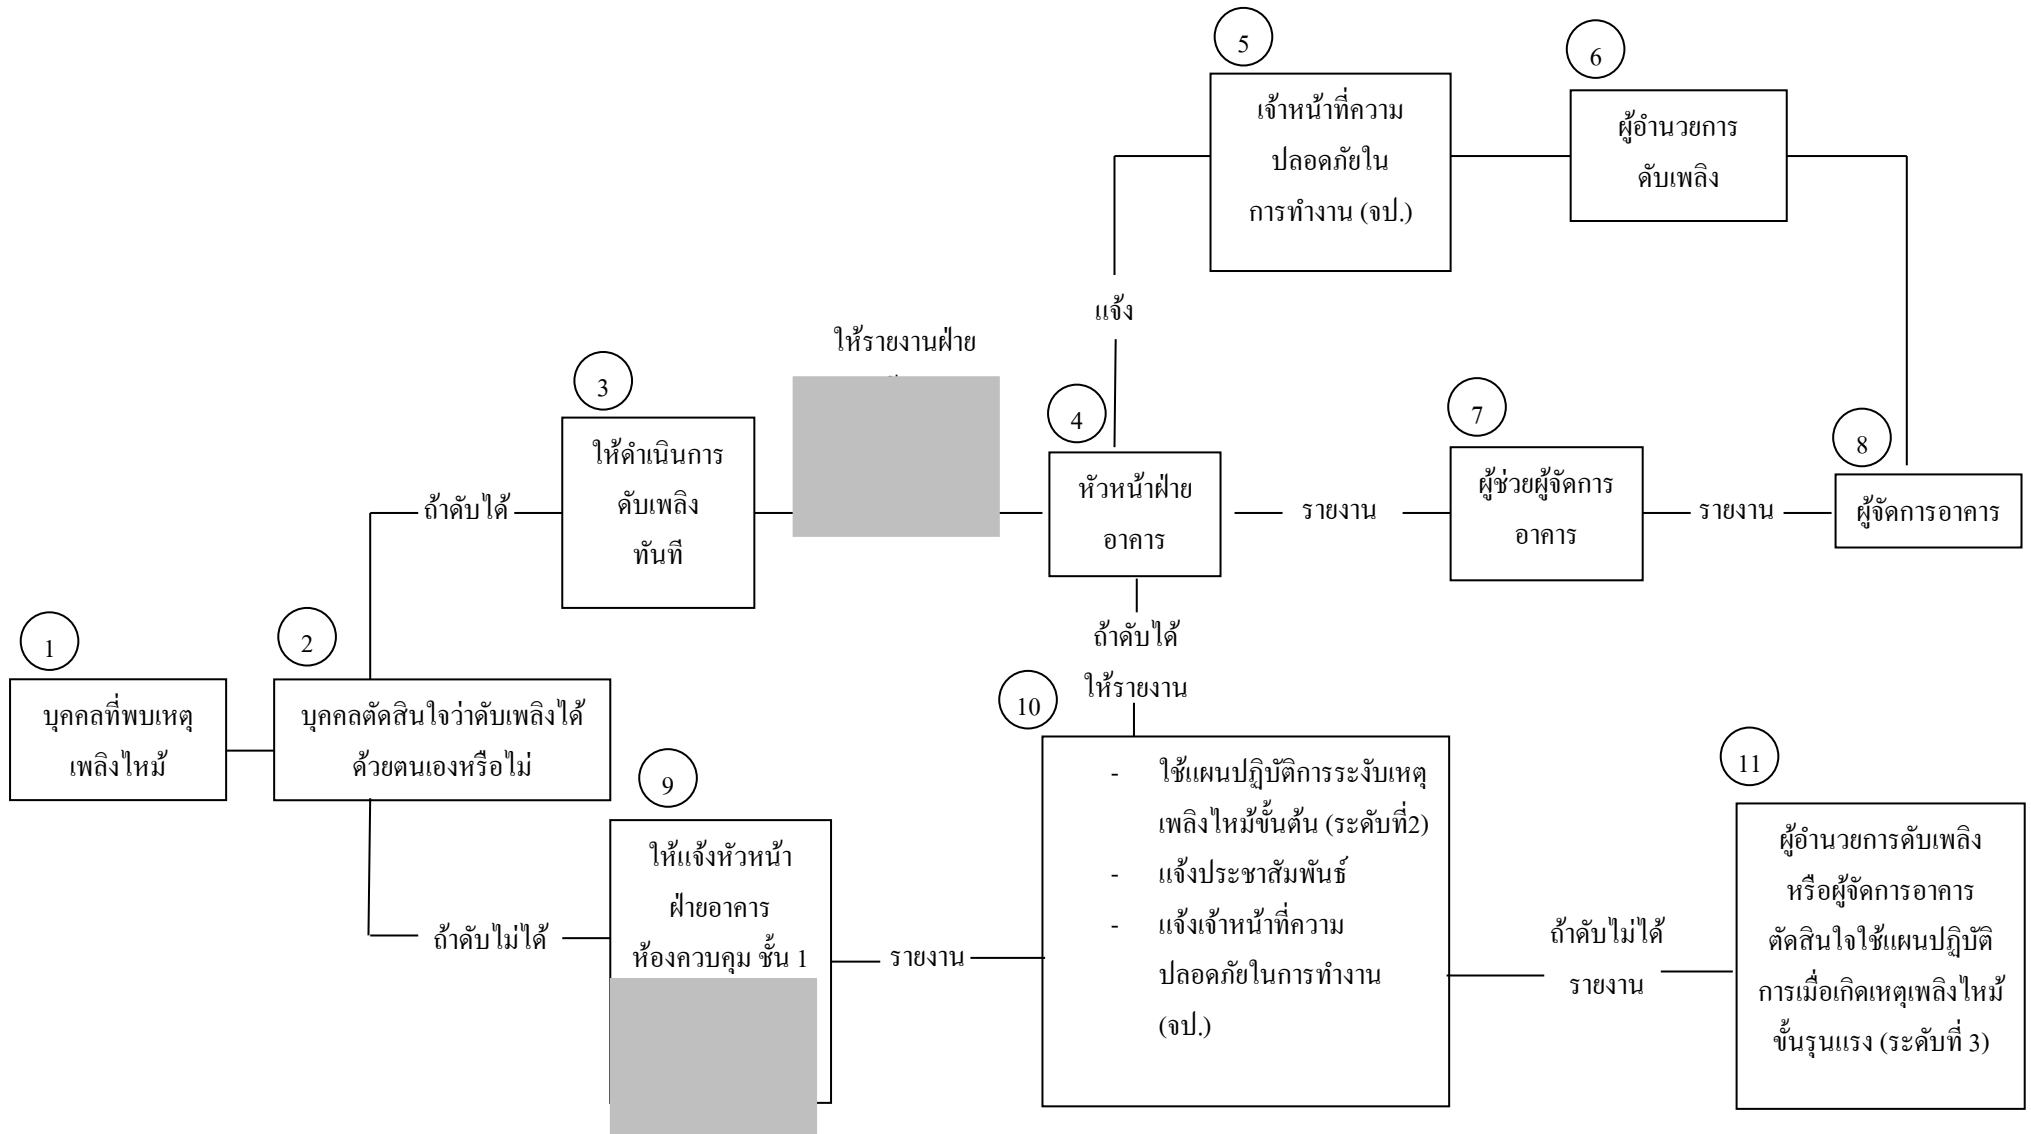 1
บุคคลที่พบเหตุ
เพลิงไหม้
2
บุคคลตัดสินใจว่าดับเพลิงได้
ด้วยตนเองหรือไม่
ถ้าดับได้
3
ให้ดำเนินการ
ดับเพลิง
ทันที
ให้รายงานฝ่าย
4
หัวหน้าฝ่าย
อาคาร
แจ้ง
5
เจ้าหน้าที่ความ
ปลอดภัยใน
การทำงาน (จป.)
6
ผู้อำนวยการ
ดับเพลิง
รายงาน
7
ผู้ช่วยผู้จัดการ
อาคาร
รายงาน
8
ผู้จัดการอาคาร
ถ้าดับไม่ได้
9
ให้แจ้งหัวหน้า
ฝ่ายอาคาร
ห้องควบคุม ชั้น 1
รายงาน
ถ้าดับได้
ให้รายงาน
10
- ใช้แผนปฏิบัติการระงับเหตุ
เพลิงไหม้ขั้นต้น (ระดับที่2)
- แจ้งประชาสัมพันธ์
- แจ้งเจ้าหน้าที่ความ
ปลอดภัยในการทำงาน
(จป.)
ถ้าดับไม่ได้
รายงาน
11
ผู้อำนวยการดับเพลิง
หรือผู้จัดการอาคาร
ตัดสินใจใช้แผนปฏิบัติ
การเมื่อเกิดเหตุเพลิงไหม้
ขั้นรุนแรง (ระดับที่ 3)